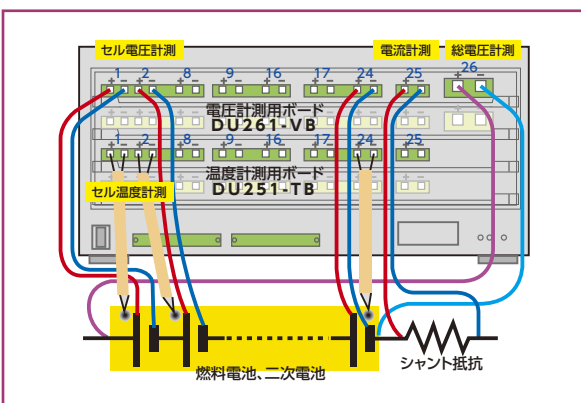 セル電圧計測 電流計測 総電圧計測
1 2 8 9 16 17 24 25 26
+ - + - + - + - + - + - + - + - + -
電圧計測用ボード
DU261-VB
1 2 8 9 16 17 24 25
+ - + - + - + - + - + - + - + -
温度計測用ボード
DU251-TB
セル温度計測
シャント抵抗
燃料電池、二次電池